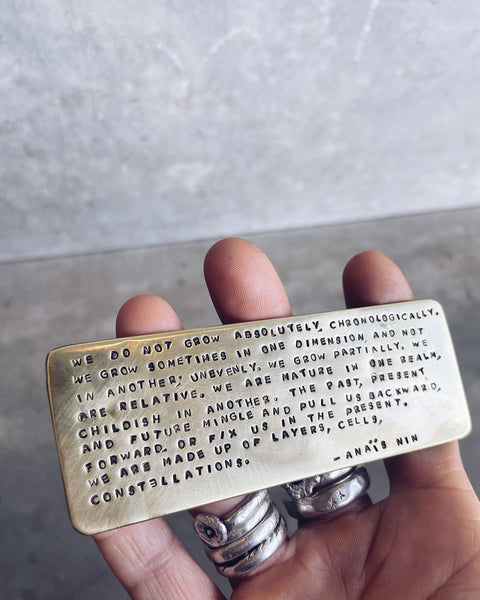 WE DO NOT GROW ABSOLUTELY, CHRONOLOGICALLY.
WE GROW SOMETIMES IN ONE DIMENSION, AND NOT
IN ANOTHER; UNEVENLY. WE GROW PARTIALLY. WE
ARE RELATIVE. WE ARE MATURE IN ONE REALM,
CHILDISH IN ANOTHER. THE PAST, PRESENT,
AND FUTURE MINGLE AND PULL US BACKWARD,
FORWARD, OR FIX US IN THE PRESENT.
WE ARE MADE UP OF LAYERS, CELLS,
CONSTELLATIONS.
-ANAÏS NIN